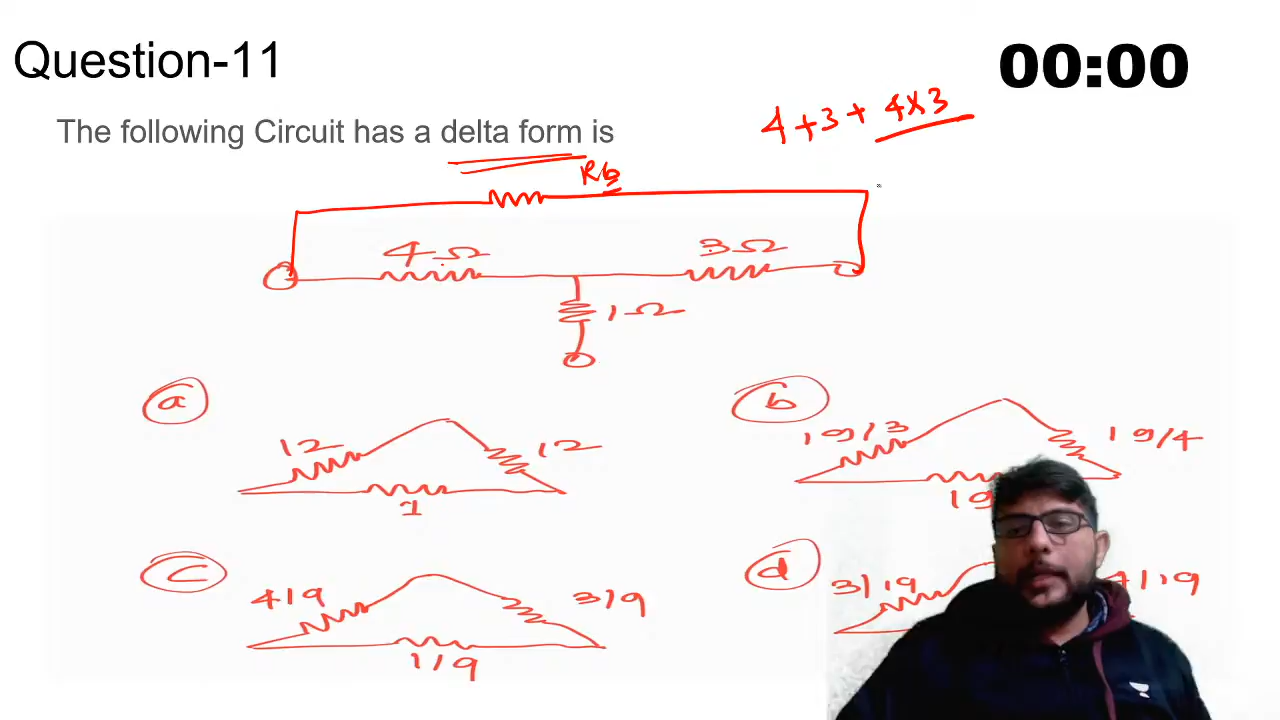 Question-11
00:00
4+3+ 4×3
The following Circuit has a delta form is
Rb
4Ω
3Ω
1Ω
a
12
12
1
b
19/3
19/4
19
c
4/9
3/9
1/9
d
3/19
4/19